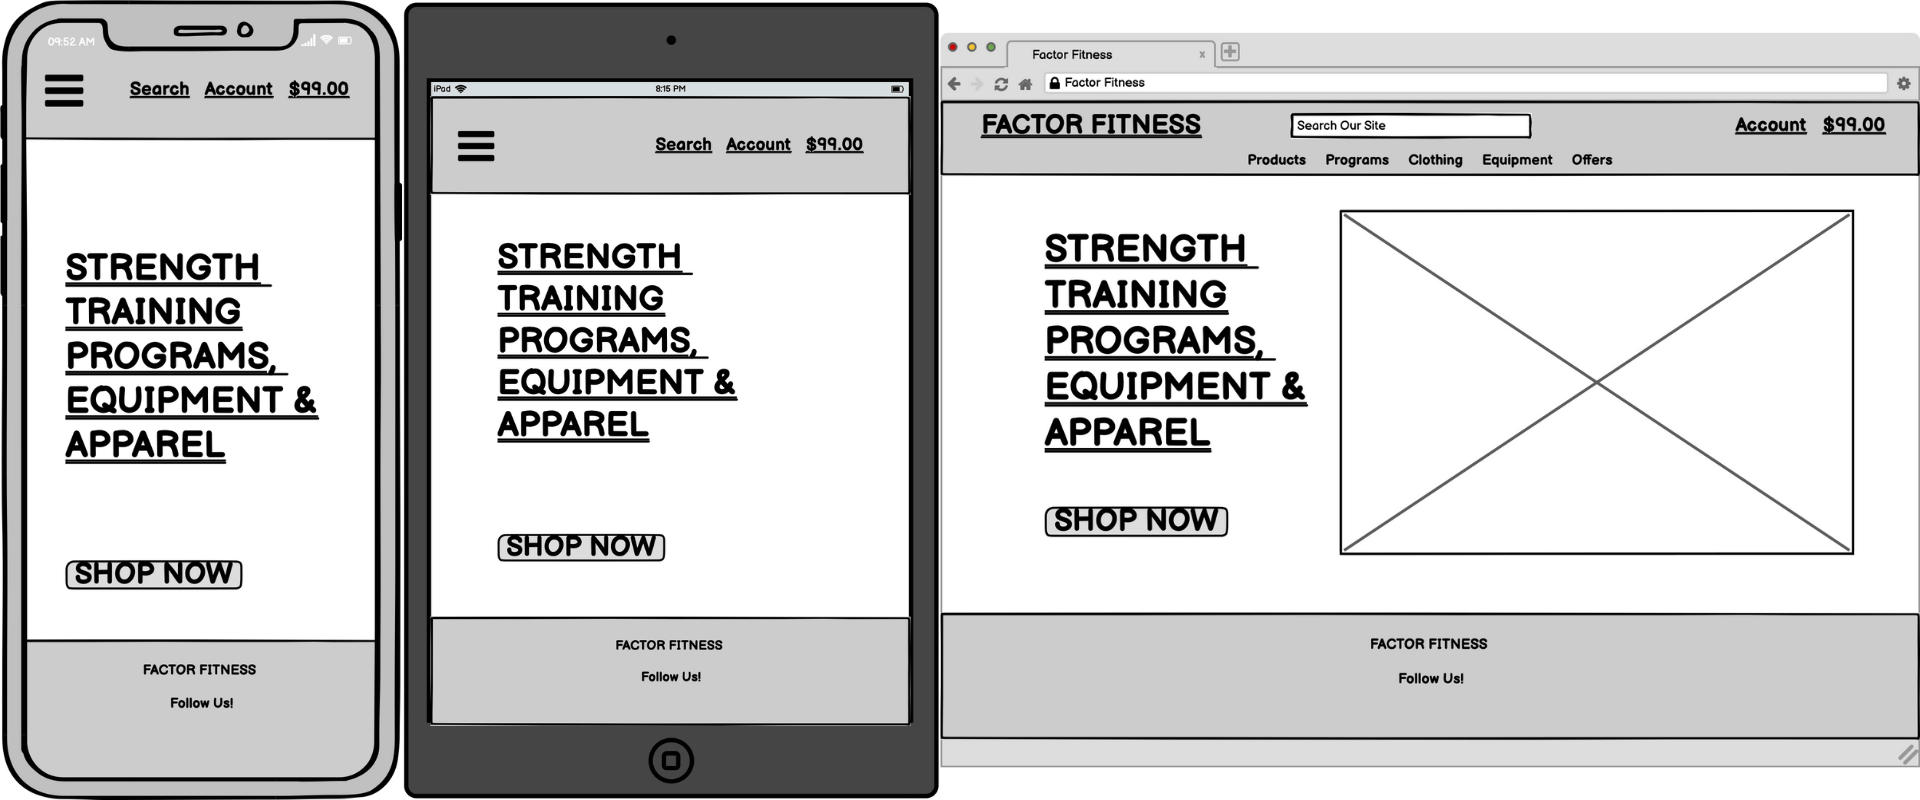 09:52 AM
Search Account $99.00
STRENGTH
TRAINING
PROGRAMS,
EQUIPMENT &
APPAREL
SHOP NOW
FACTOR FITNESS
Follow Us!
iPad 8:15 PM
Search Account $99.00
STRENGTH
TRAINING
PROGRAMS,
EQUIPMENT &
APPAREL
SHOP NOW
FACTOR FITNESS
Follow Us!
Factor Fitness x
Factor Fitness
FACTOR FITNESS Search Our Site Account $99.00
Products Programs Clothing Equipment Offers
STRENGTH
TRAINING
PROGRAMS,
EQUIPMENT &
APPAREL
SHOP NOW
FACTOR FITNESS
Follow Us!